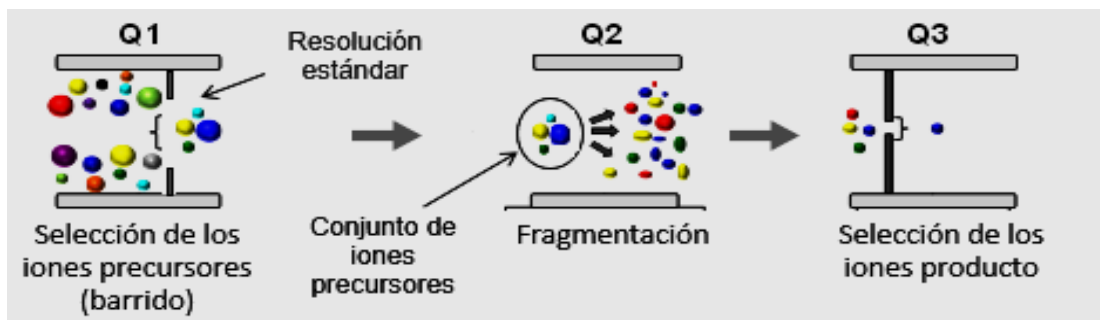 Q1
Resolución
estándar
Q2
Q3
Selección de los
iones precursores
(barrido)
Conjunto de
iones
precursores
Fragmentación
Selección de los
iones producto